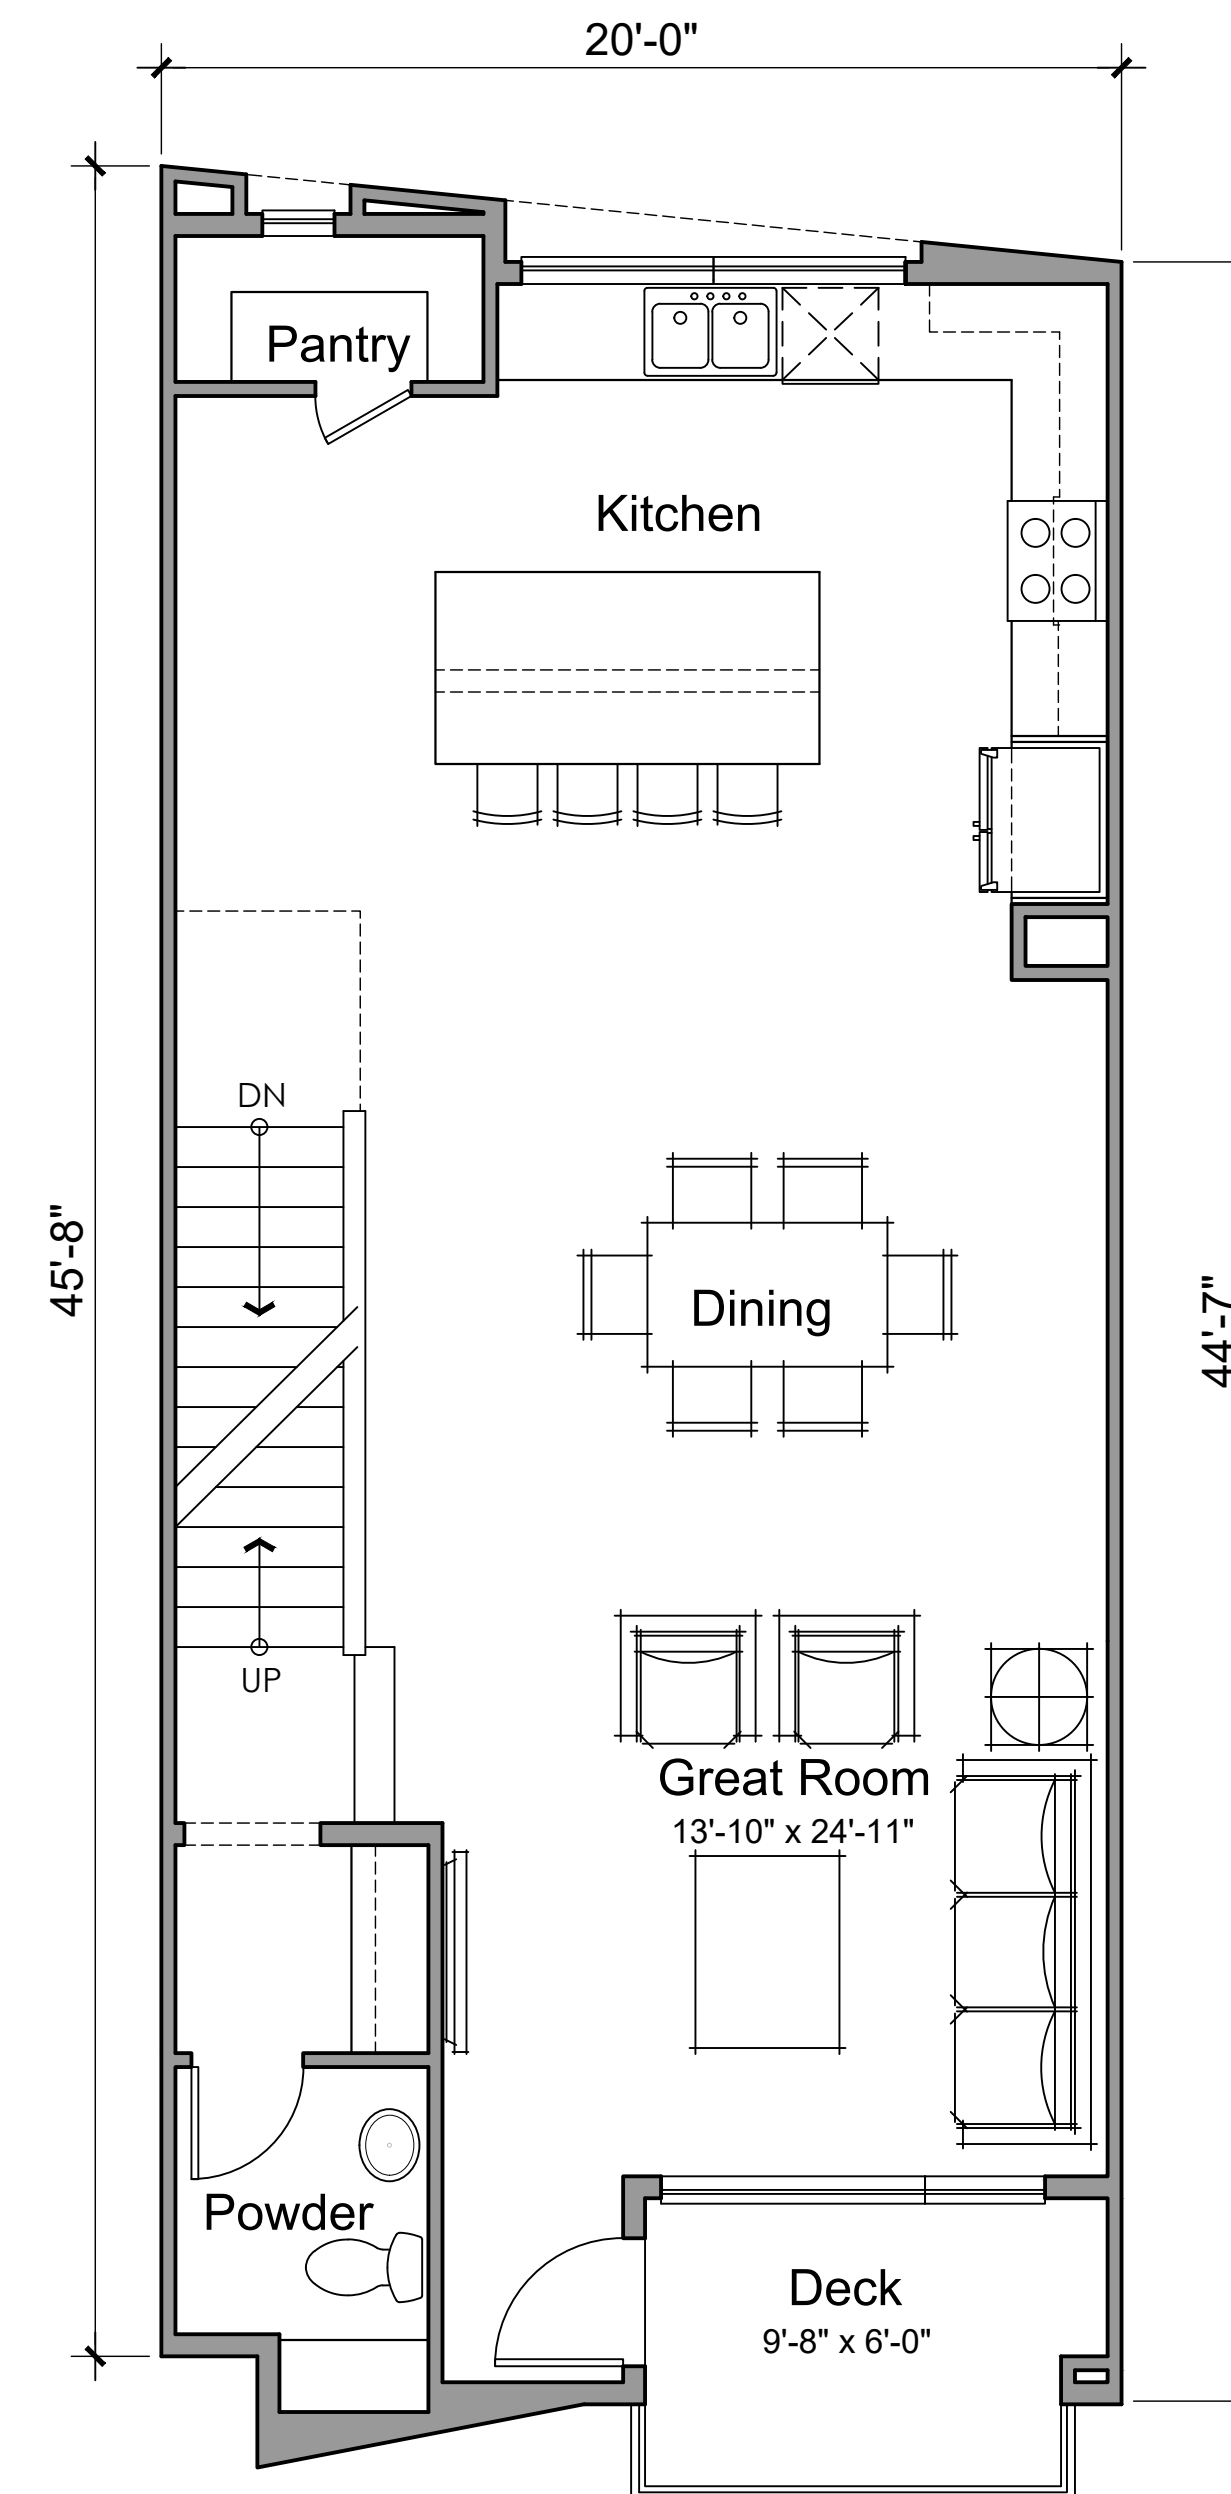 20'-0"
Pantry
Kitchen
DN
45'-8"
44'-7"
Dining
UP
Great Room
13'-10" x 24'-11"
Powder
Deck
9'-8" x 6'-0"